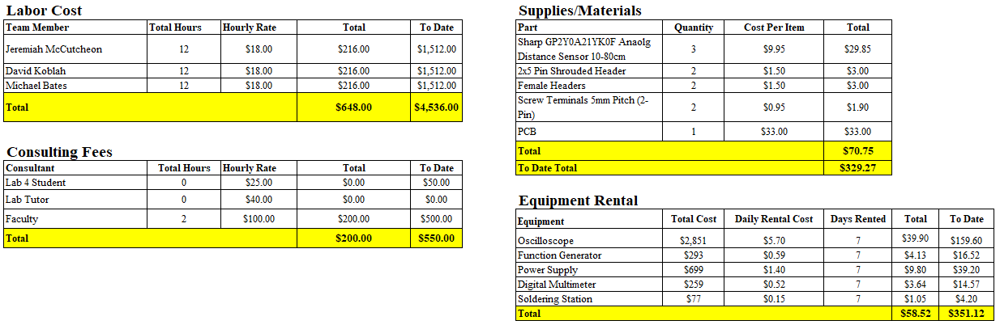 Labor Cost
Team Member Total Hours Hourly Rate Total To Date
Jeremiah McCutcheon 12 $18.00 $216.00 $1,512.00
David Koblah 12 $18.00 $216.00 $1,512.00
Michael Bates 12 $18.00 $216.00 $1,512.00
Total $648.00 $4,536.00
Consulting Fees
Consultant Total Hours Hourly Rate Total To Date
Lab 4 Student 0 $25.00 $0.00 $50.00
Lab Tutor 0 $40.00 $0.00 $0.00
Faculty 2 $100.00 $200.00 $500.00
Total $200.00 $550.00
Supplies/Materials
Part Quantity Cost Per Item Total
Sharp GP2Y0A21YK0F Anaolg
Distance Sensor 10-80cm 3 $9.95 $29.85
2x5 Pin Shrouded Header 2 $1.50 $3.00
Female Headers 2 $1.50 $3.00
Screw Terminals 5mm Pitch (2-
Pin) 2 $0.95 $1.90
PCB 1 $33.00 $33.00
Total $70.75
To Date Total $329.27
Equipment Rental
Equipment Total Cost Daily Rental Cost Days Rented Total To Date
Oscilloscope $2,851 $5.70 7 $39.90 $159.60
Function Generator $293 $0.59 7 $4.13 $16.52
Power Supply $699 $1.40 7 $9.80 $39.20
Digital Multimeter $259 $0.52 7 $3.64 $14.57
Soldering Station $77 $0.15 7 $1.05 $4.20
Total $58.52 $351.12